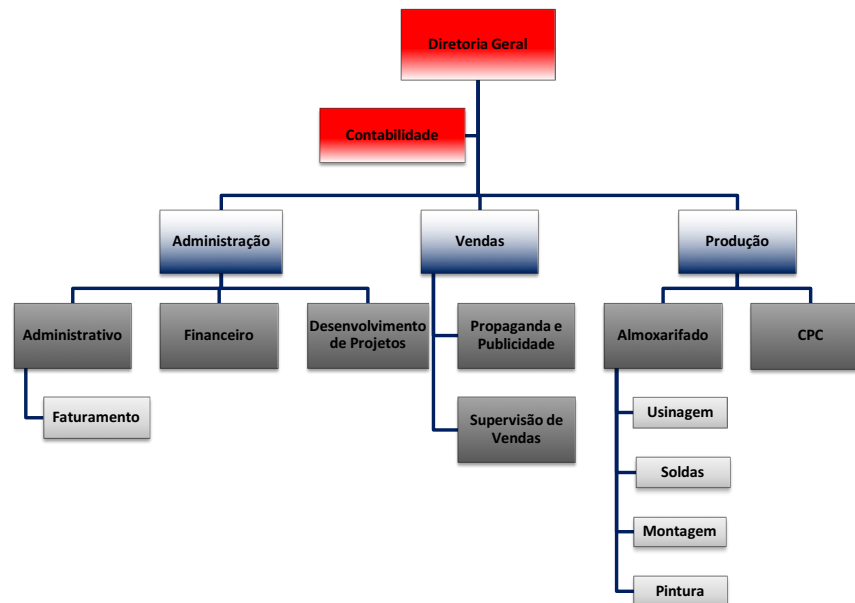 Diretoria Geral
Contabilidade
Administração
Vendas
Produção
Administrativo
Financeiro
Desenvolvimento
de Projetos
Propaganda e
Publicidade
Almoxarifado
CPC
Faturamento
Supervisão de
Vendas
Usinagem
Soldas
Montagem
Pintura